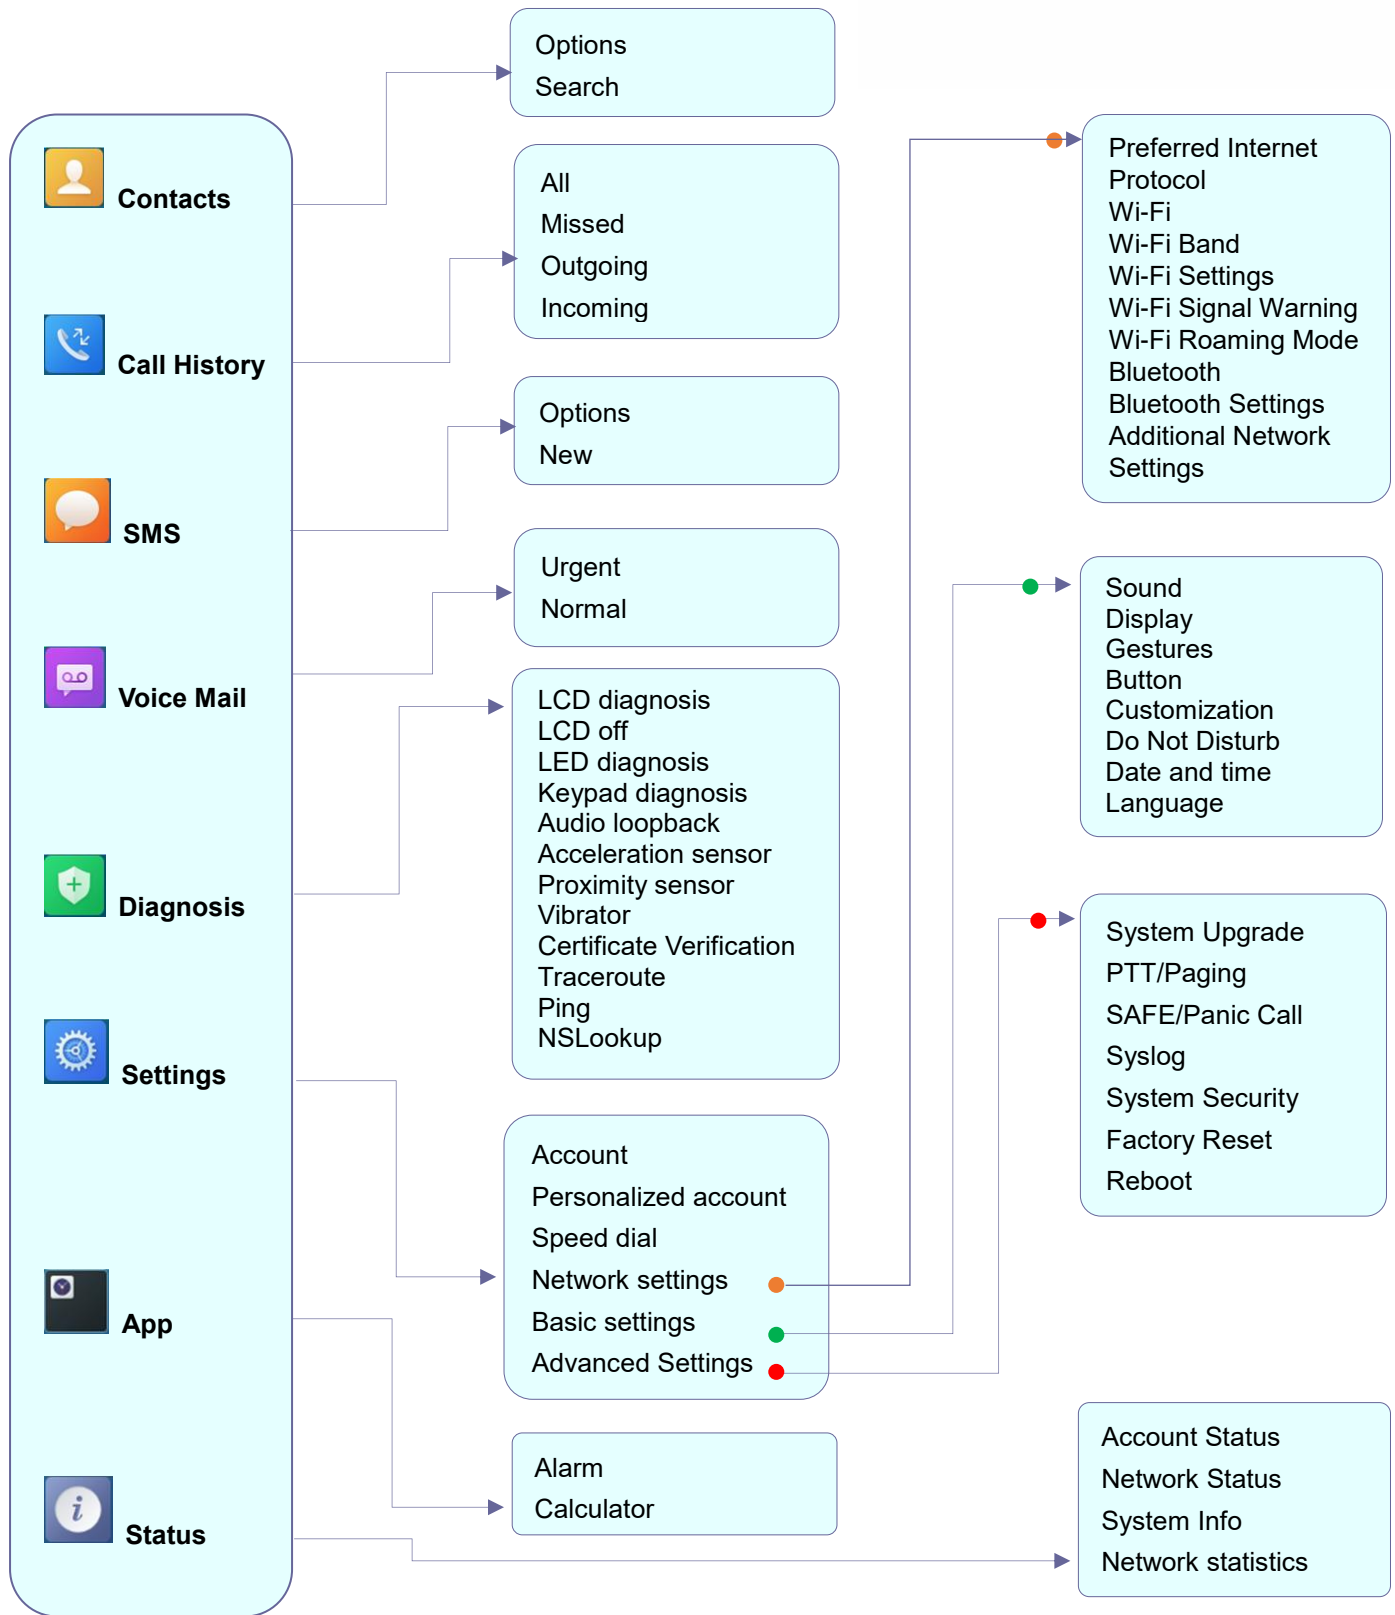 Contacts
Call History
SMS
Voice Mail
Diagnosis
Settings
App
Status
Options
Search
All
Missed
Outgoing
Incoming
Options
New
Urgent
Normal
LCD diagnosis
LCD off
LED diagnosis
Keypad diagnosis
Audio loopback
Acceleration sensor
Proximity sensor
Vibrator
Certificate Verification
Traceroute
Ping
NSLookup
Account
Personalized account
Speed dial
Network settings
Basic settings
Advanced Settings
Alarm
Calculator
Preferred Internet
Protocol
Wi-Fi
Wi-Fi Band
Wi-Fi Settings
Wi-Fi Signal Warning
Wi-Fi Roaming Mode
Bluetooth
Bluetooth Settings
Additional Network
Settings
Sound
Display
Gestures
Button
Customization
Do Not Disturb
Date and time
Language
System Upgrade
PTT/Paging
SAFE/Panic Call
Syslog
System Security
Factory Reset
Reboot
Account Status
Network Status
System Info
Network statistics